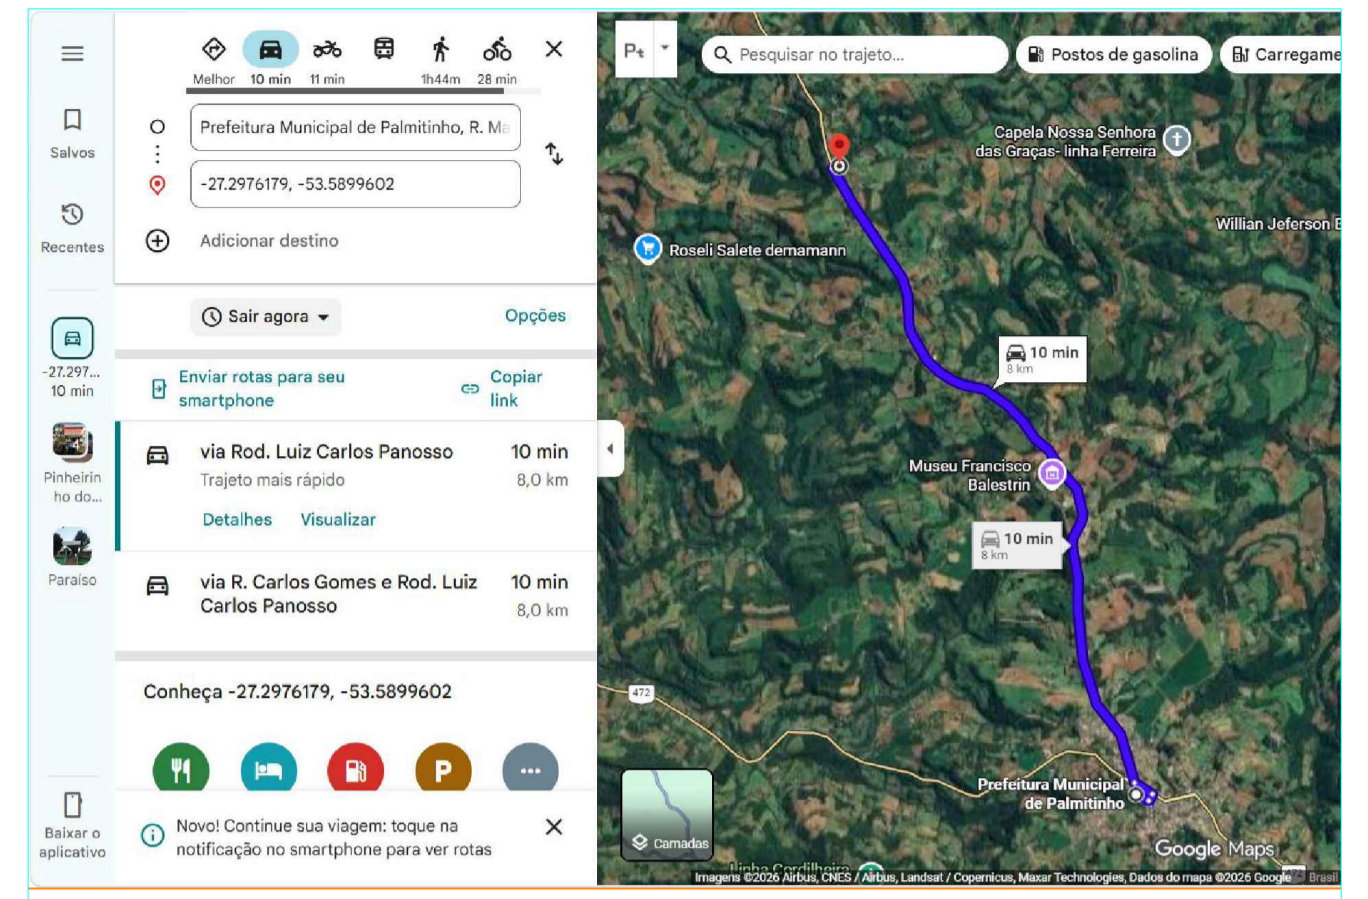 Melhor
10 min
11 min
1h44m
28 min
Prefeitura Municipal de Palmitinho, R. Ma
-27.2976179, -53.5899602
Adicionar destino
Salvos
Recentes
-27.297...
10 min
Pinheirin
ho do...
Paraíso
Baixar o
aplicativo
Sair agora
Opções
Enviar rotas para seu
smartphone
Copiar
link
via Rod. Luiz Carlos Panosso
10 min
Trajeto mais rápido
8,0 km
Detalhes
Visualizar
via R. Carlos Gomes e Rod. Luiz
Carlos Panosso
10 min
8,0 km
Conheça -27.2976179, -53.5899602
P
Novo! Continue sua viagem: toque na
notificação no smartphone para ver rotas
Pesquisar no trajeto...
Postos de gasolina
Carregame
Capela Nossa Senhora
das Graças- linha Ferreira
Willian Jeferson B
Roseli Salete demamann
10 min
8 km
Museu Francisco
Balestrin
10 min
8 km
472
Prefeitura Municipal
de Palmitinho
Camadas
Linha Cordilheira
Google Maps
Imagens ©2026 Airbus, CNES / Airbus, Landsat / Copernicus, Maxar Technologies, Dados do mapa ©2026 Google
Brasil